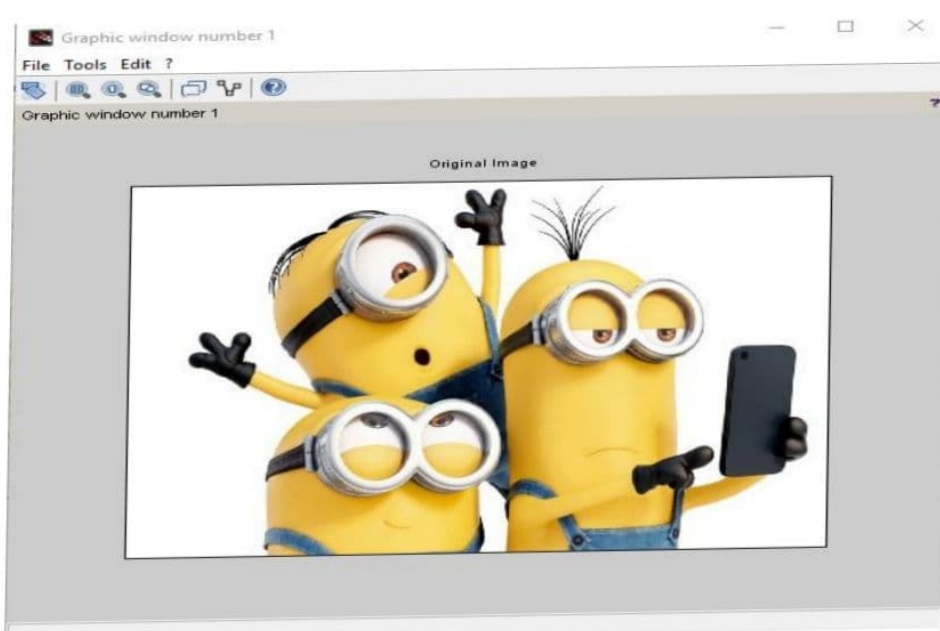 Graphic window number 1
File Tools Edit ?
Graphic window number 1
?
Original Image